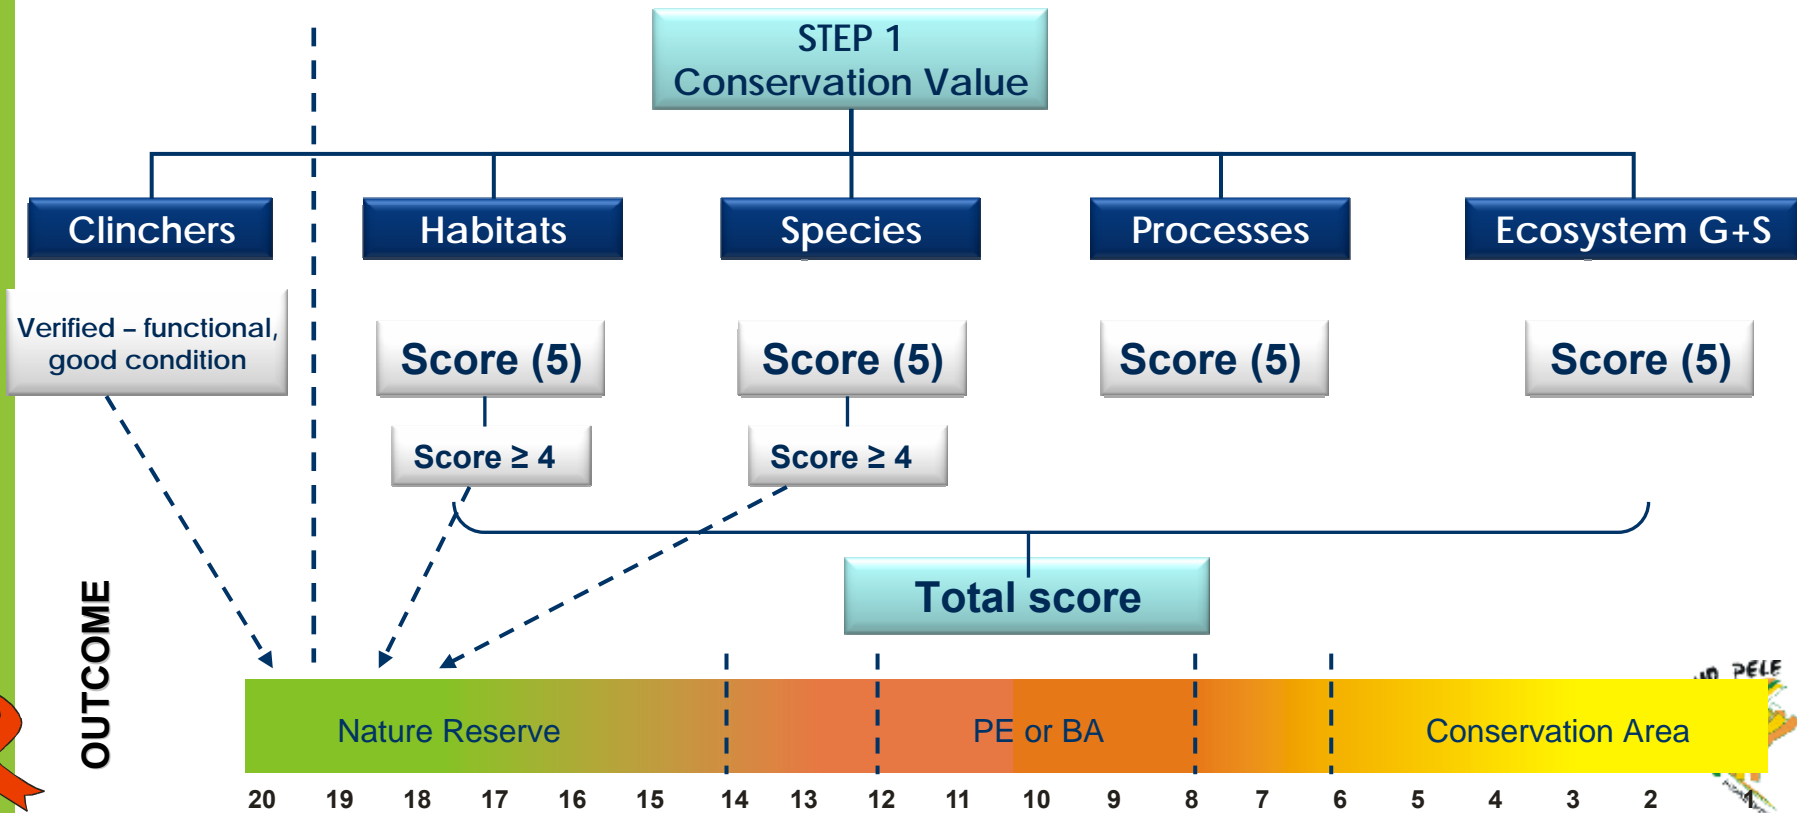 STEP 1
Conservation Value
Clinchers
Habitats
Species
Processes
Ecosystem G+S
Verified – functional,
good condition
Score (5)
Score (5)
Score (5)
Score (5)
Score ≥ 4
Score ≥ 4
Total score
OUTCOME
PELE
Nature Reserve
PE or BA
Conservation Area
20 19 18 17 16 15 14 13 12 11 10 9 8 7 6 5 4 3 2 1